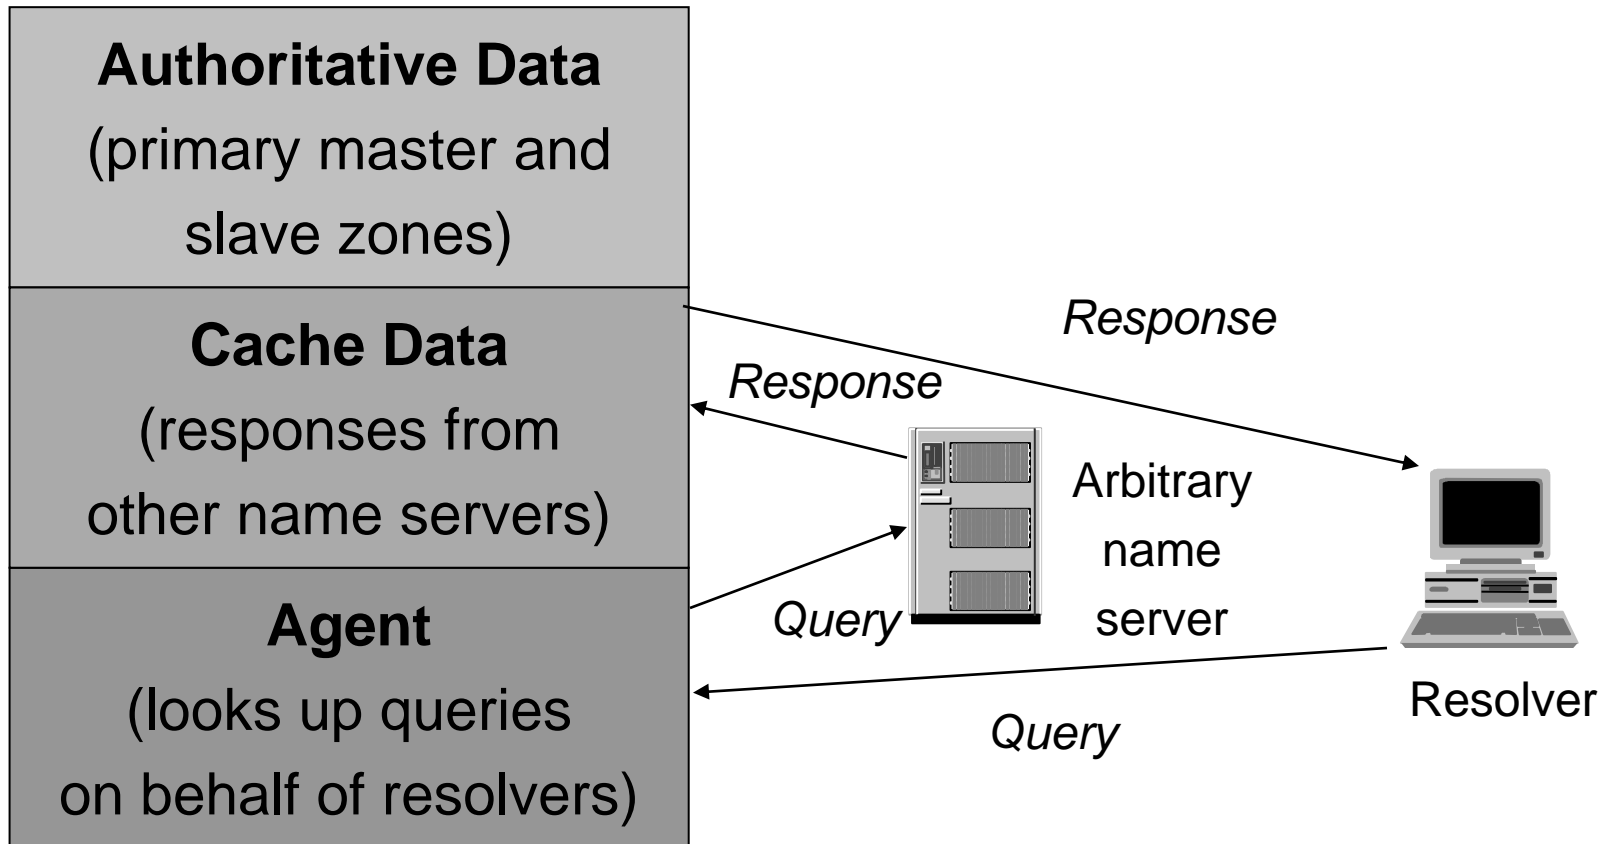 Authoritative Data
(primary master and
slave zones)
Cache Data
(responses from
other name servers)
Agent
(looks up queries
on behalf of resolvers)
Response
Response
Arbitrary
name
server
Query
Query
Resolver